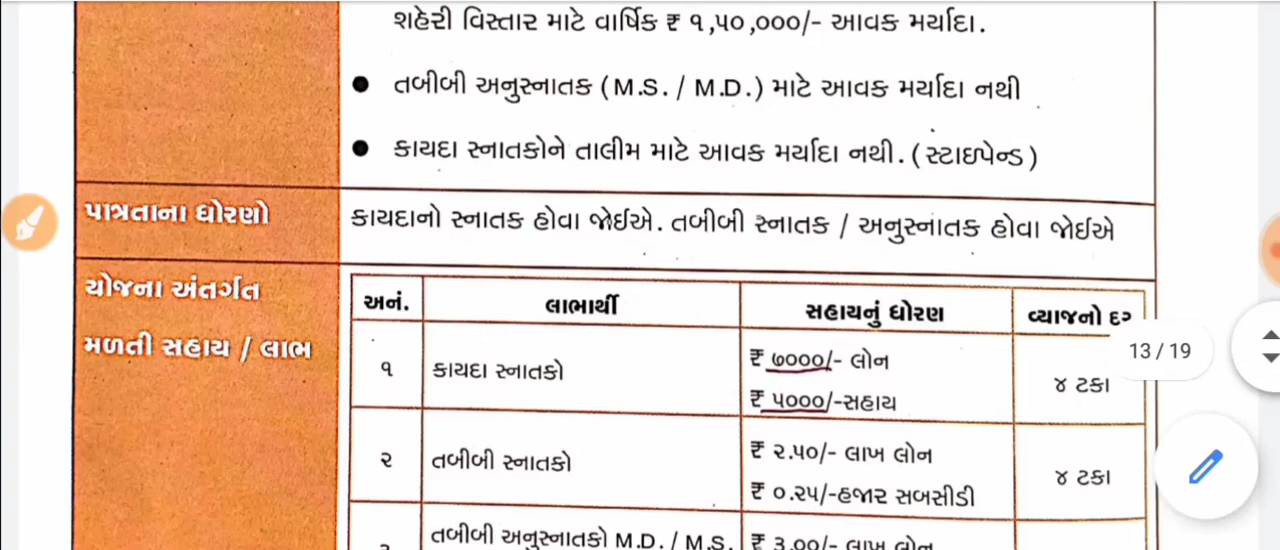 શહેરી વિસ્તાર માટે વાર્ષિક ₹ ૧,૫૦,૦૦૦/- આવક મર્યાદા.
● તબીબી અનુસ્નાતક (M.S. / M.D.) માટે આવક મર્યાદા નથી
● કાયદા સ્નાતકોને તાલીમ માટે આવક મર્યાદા નથી. (સ્ટાઇપેન્ડ)
પાત્રતાના ધોરણો
કાયદાનો સ્નાતક હોવા જોઈએ. તબીબી સ્નાતક / અનુસ્નાતક હોવા જોઈએ
યોજના અંતર્ગત
મળતી સહાય / લાભ
અનં. લાભાર્થી સહાયનું ધોરણ વ્યાજનો દર
13 / 19
૧ કાયદા સ્નાતકો ₹ ૭૦૦૦/- લોન
₹ ૫૦૦૦/-સહાય ૪ ટકા
૨ તબીબી સ્નાતકો ₹ ૨.૫૦/- લાખ લોન
₹ ૦.૨૫/-હજાર સબસીડી ૪ ટકા
તબીબી અનુસ્નાતકો M.D. / M.S. ₹ ૩.૦૦/- લાખ લોન